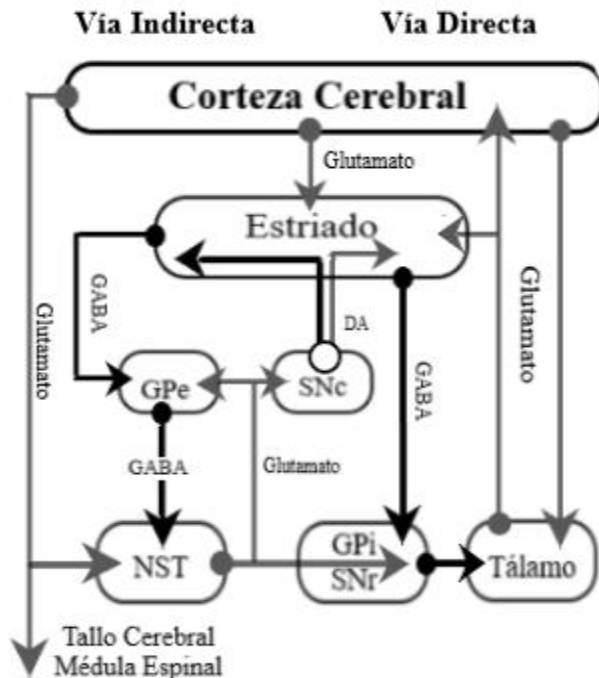 Vía Indirecta
Vía Directa
Corteza Cerebral
Glutamato
Estriado
GABA
Glutamato
DA
GABA
Glutamato
GPe
SNc
GABA
Glutamato
NST
GPi
SNr
Tálamo
Tallo Cerebral
Médula Espinal